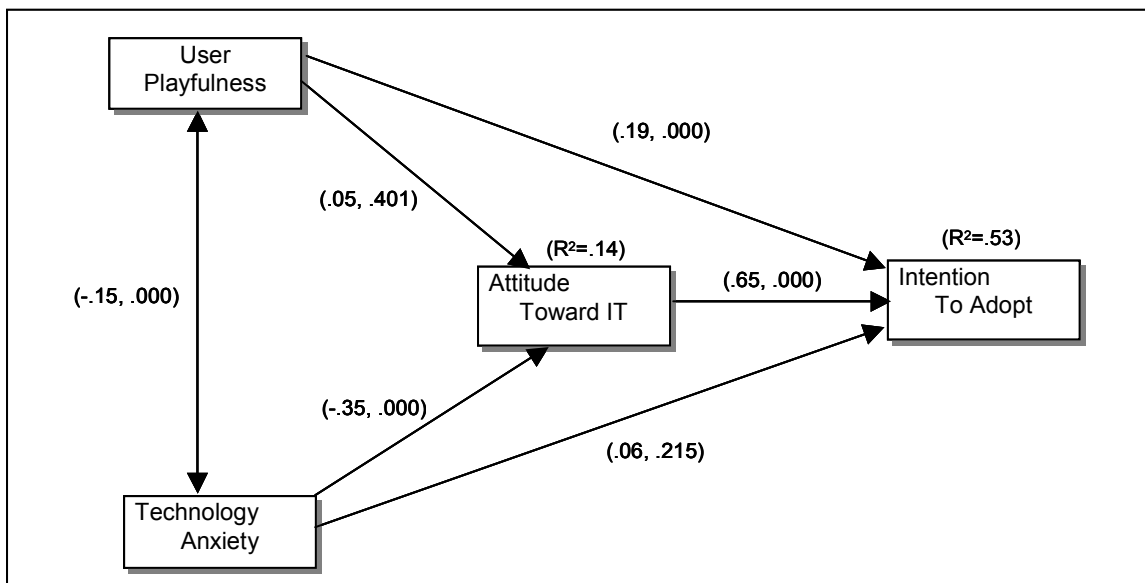 User
Playfulness
(.19, .000)
(.05, .401)
(R²=.14)
(R²=.53)
Attitude
Toward IT
(.65, .000)
Intention
To Adopt
(-.15, .000)
(-.35, .000)
(.06, .215)
Technology
Anxiety